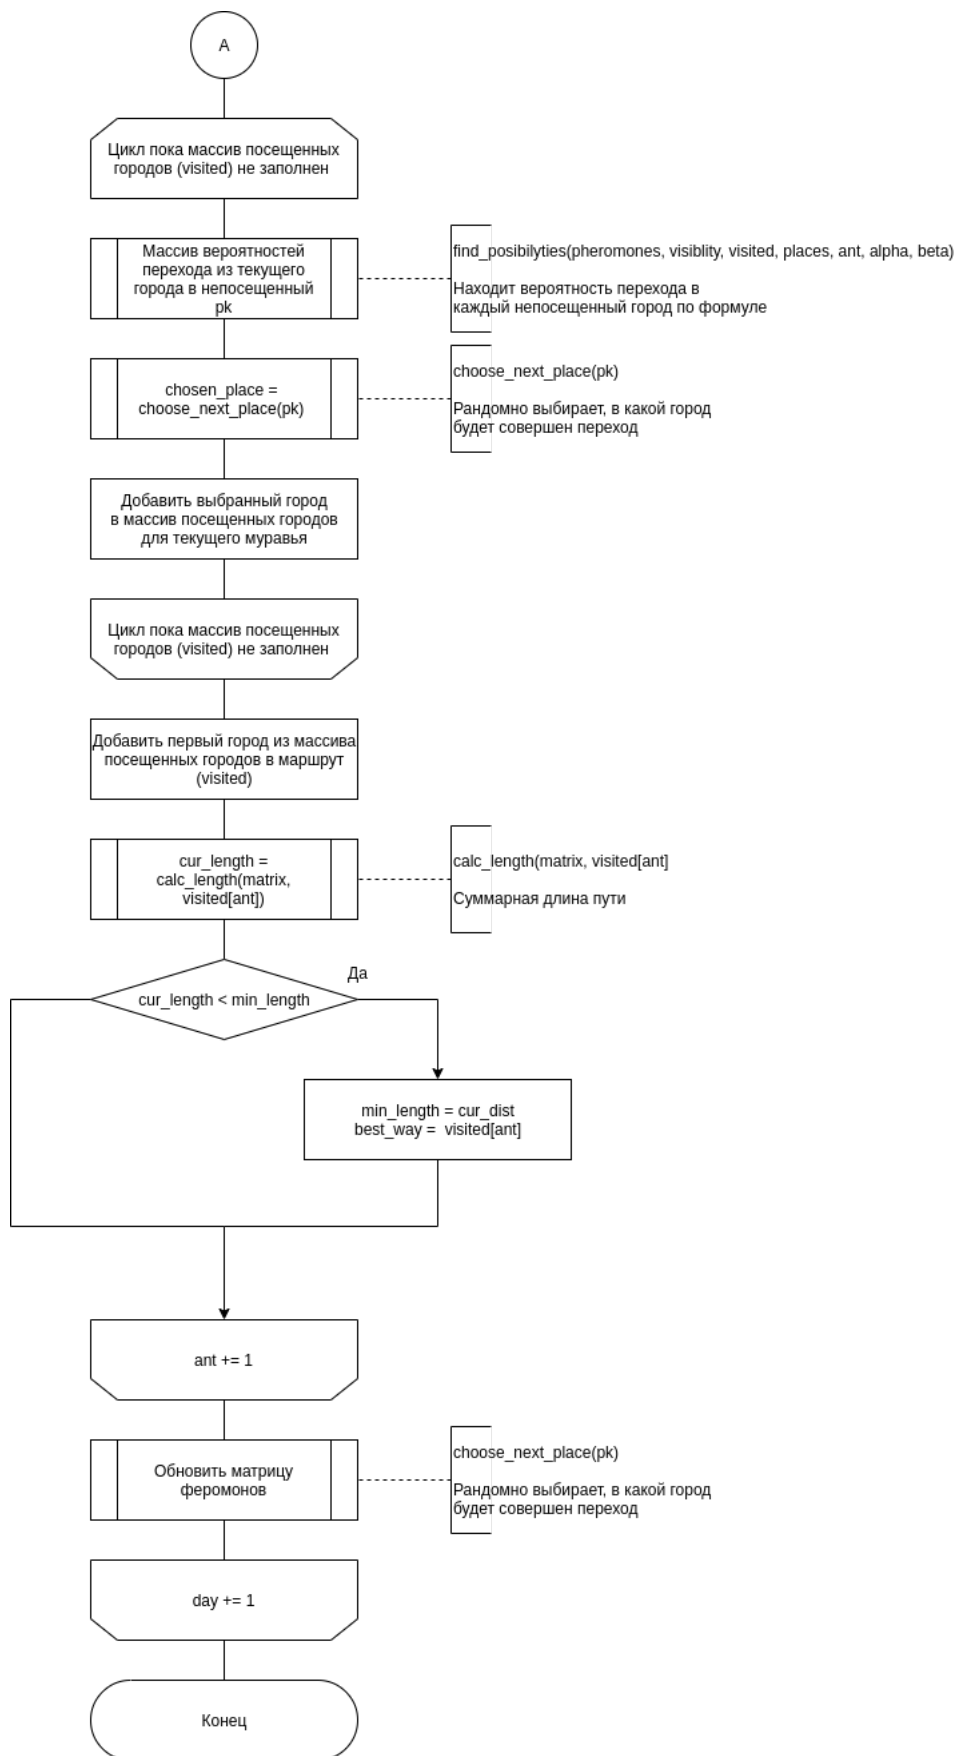 A
Цикл пока массив посещенных
городов (visited) не заполнен
Массив вероятностей
перехода из текущего
города в непосещенный
pk
find_posibilyties(pheromones, visiblity, visited, places, ant, alpha, beta)
Находит вероятность перехода в
каждый непосещенный город по формуле
chosen_place =
choose_next_place(pk)
choose_next_place(pk)
Рандомно выбирает, в какой город
будет совершен переход
Добавить выбранный город
в массив посещенных городов
для текущего муравья
Цикл пока массив посещенных
городов (visited) не заполнен
Добавить первый город из массива
посещенных городов в маршрут
(visited)
cur_length =
calc_length(matrix,
visited[ant])
calc_length(matrix, visited[ant]
Суммарная длина пути
Да
cur_length < min_length
min_length = cur_dist
best_way = visited[ant]
ant += 1
Обновить матрицу
феромонов
choose_next_place(pk)
Рандомно выбирает, в какой город
будет совершен переход
day += 1
Конец